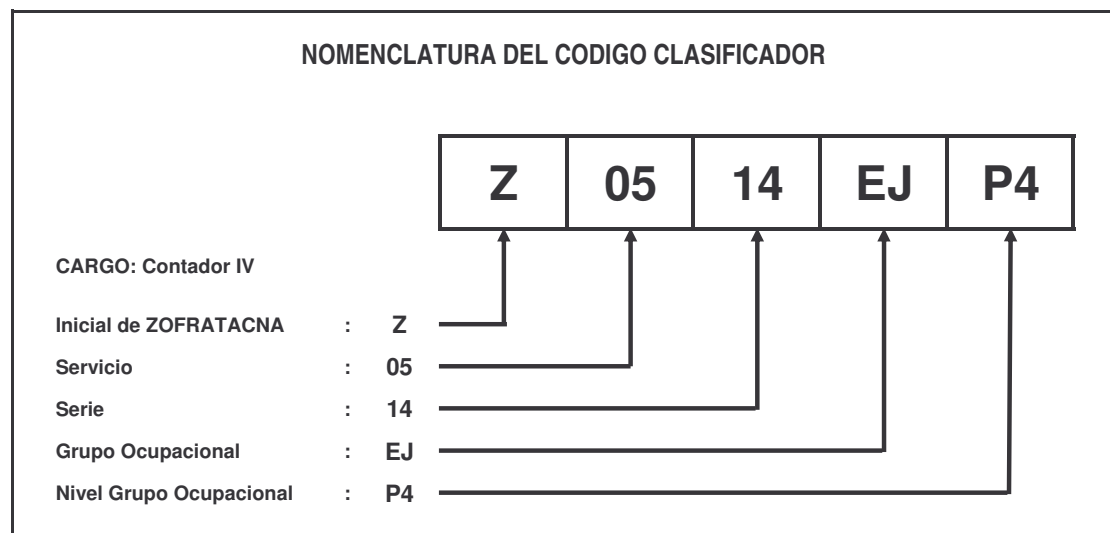 NOMENCLATURA DEL CODIGO CLASIFICADOR
Z 05 14 EJ P4
CARGO: Contador IV
Inicial de ZOFRATACNA : Z
Servicio : 05
Serie : 14
Grupo Ocupacional : EJ
Nivel Grupo Ocupacional : P4